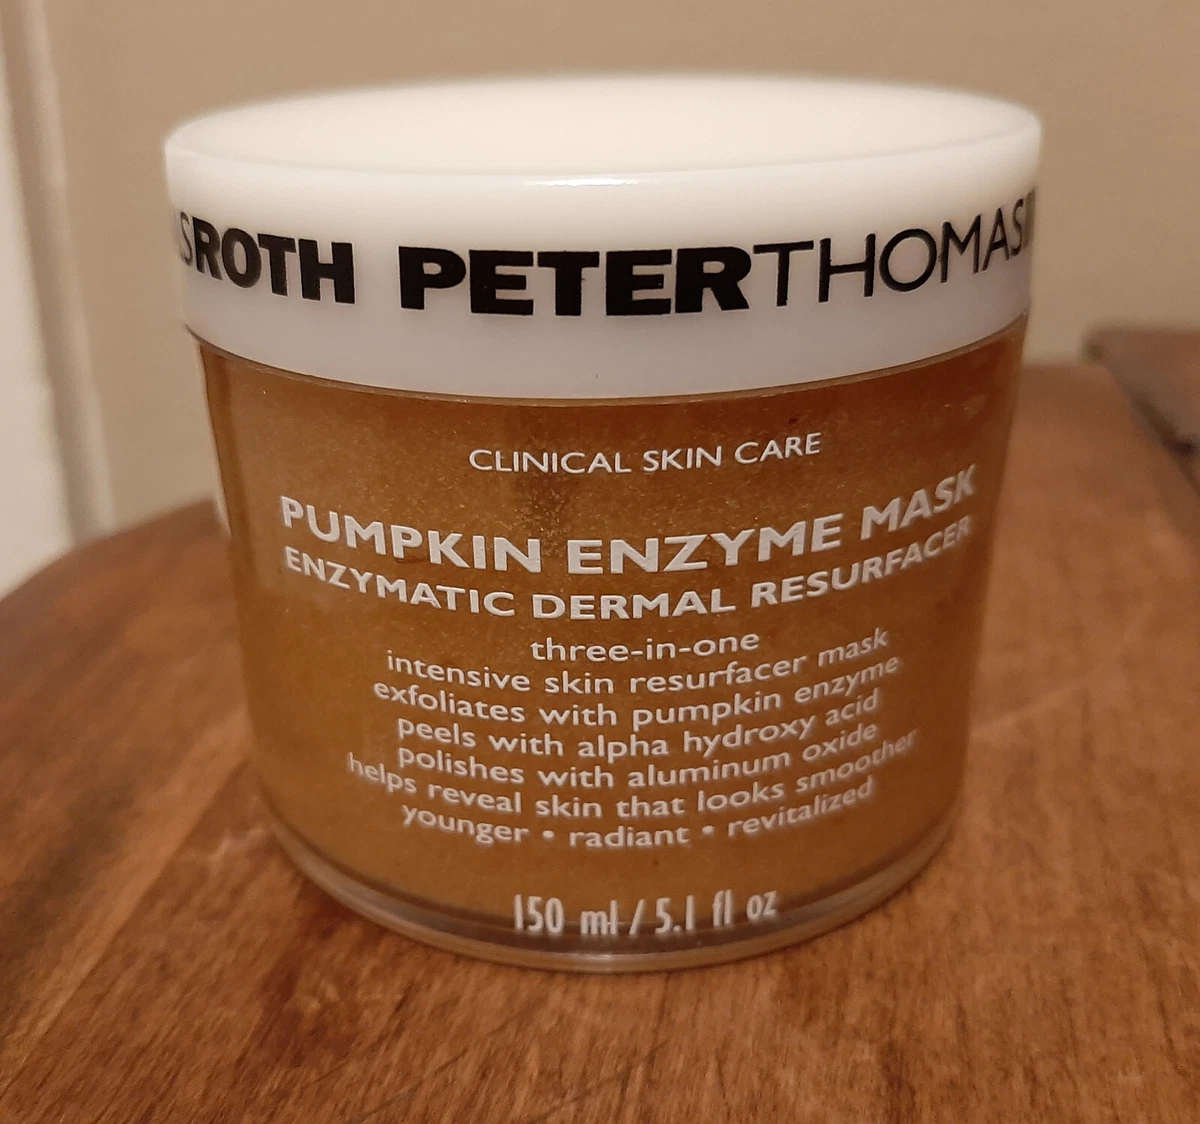 ROTH PETERTHOMAS
CLINICAL SKIN CARE
PUMPKIN ENZYME MASK
ENZYMATIC DERMAL RESURFACER
three-in-one
intensive skin resurfacer mask
exfoliates with pumpkin enzyme
peels with alpha hydroxy acid
polishes with aluminum oxide
helps reveal skin that looks smoother
younger • radiant • revitalized
150 ml / 5.1 fl oz